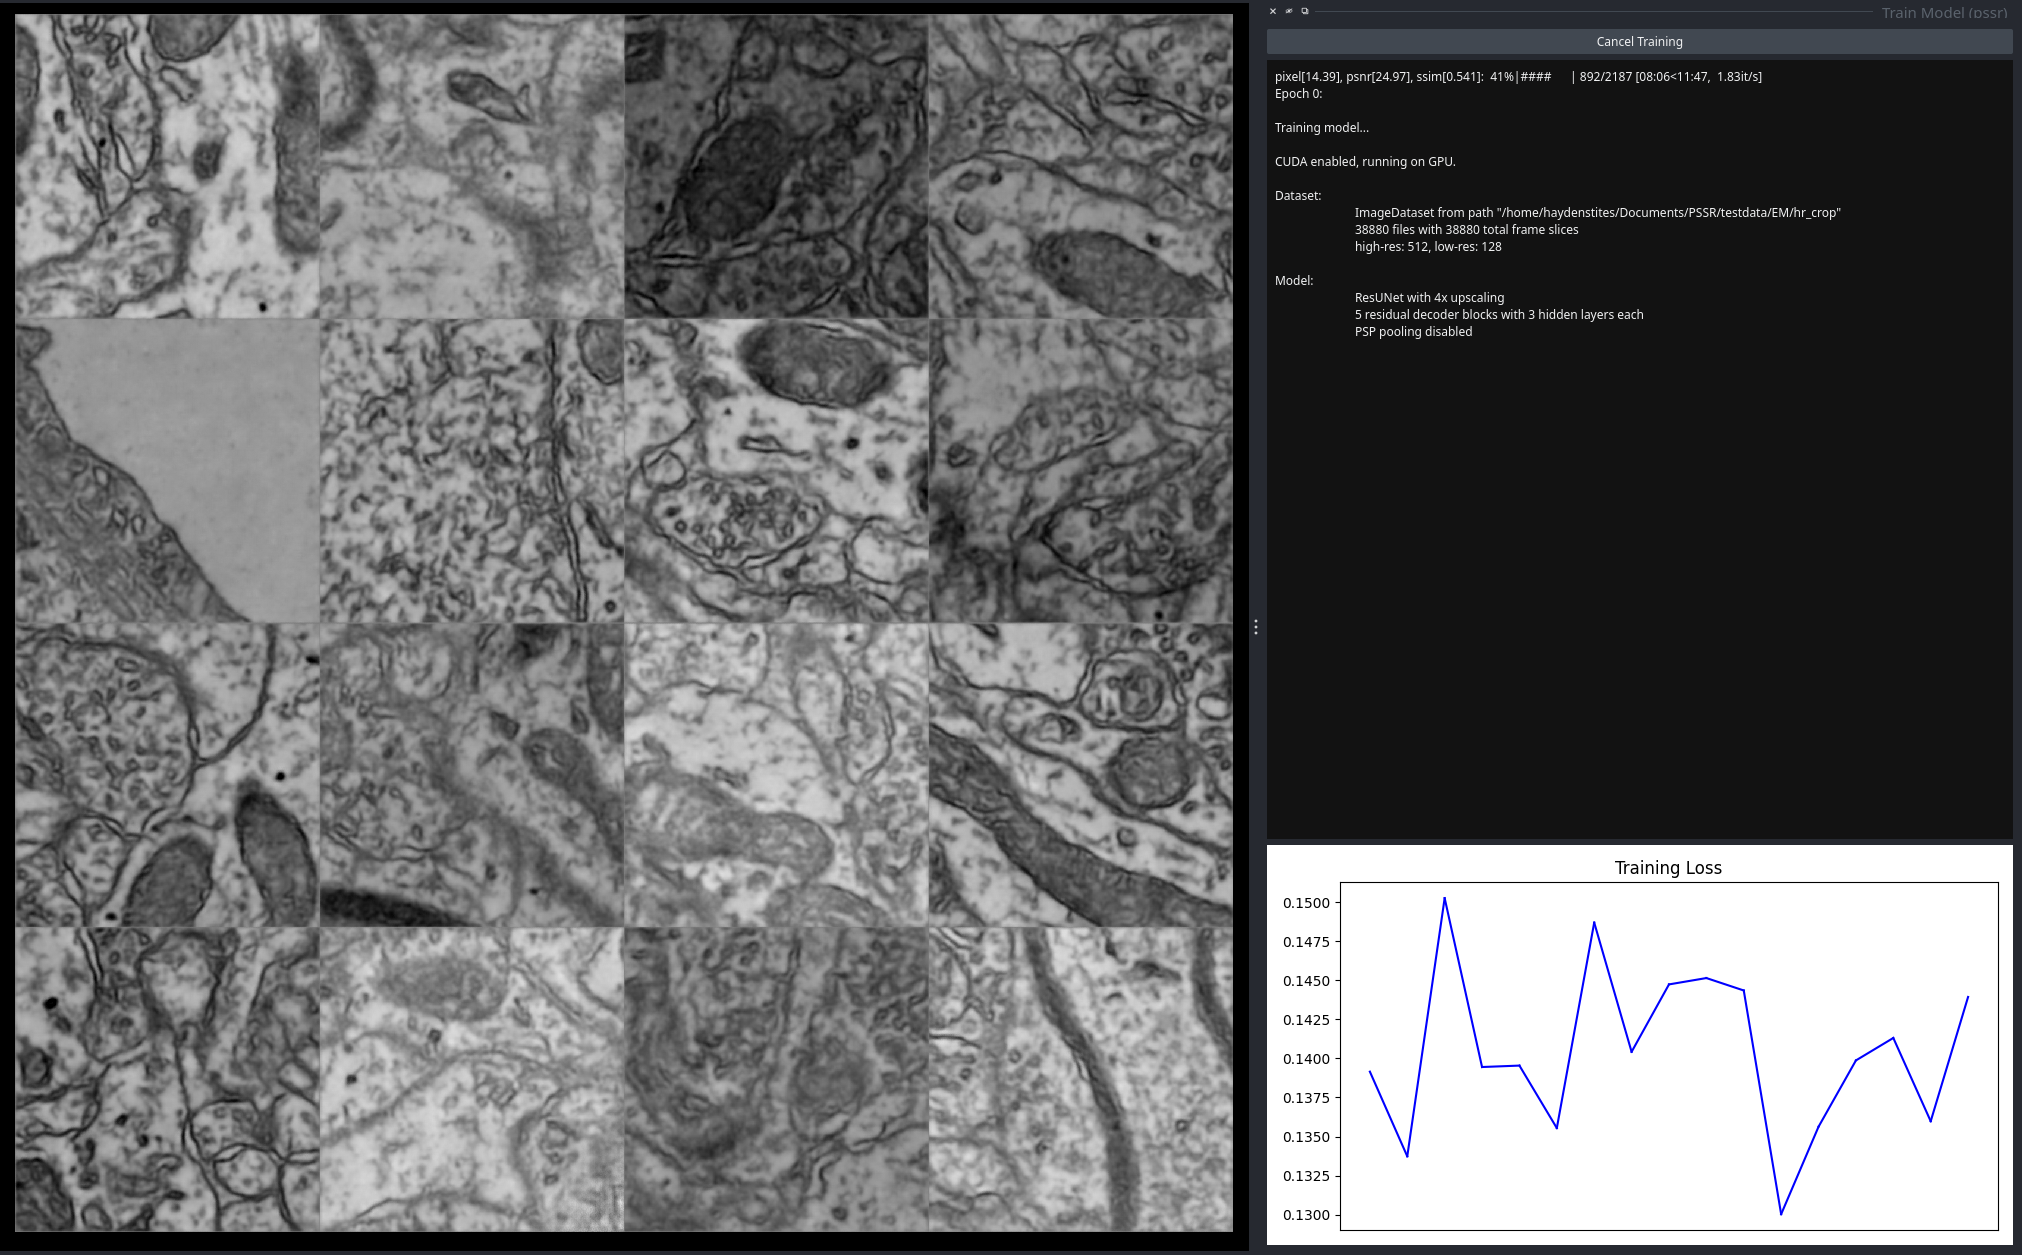 Train Model (pssr)
Cancel Training
pixel[14.39], psnr[24.97], ssim[0.541]:  41%|####      | 892/2187 [08:06<11:47,  1.83it/s]
Epoch 0:
Training model...
CUDA enabled, running on GPU.
Dataset:
ImageDataset from path "/home/haydenstites/Documents/PSSR/testdata/EM/hr_crop"
38880 files with 38880 total frame slices
high-res: 512, low-res: 128
Model:
ResUNet with 4x upscaling
5 residual decoder blocks with 3 hidden layers each
PSP pooling disabled
Training Loss
0.1500
0.1475
0.1450
0.1425
0.1400
0.1375
0.1350
0.1325
0.1300